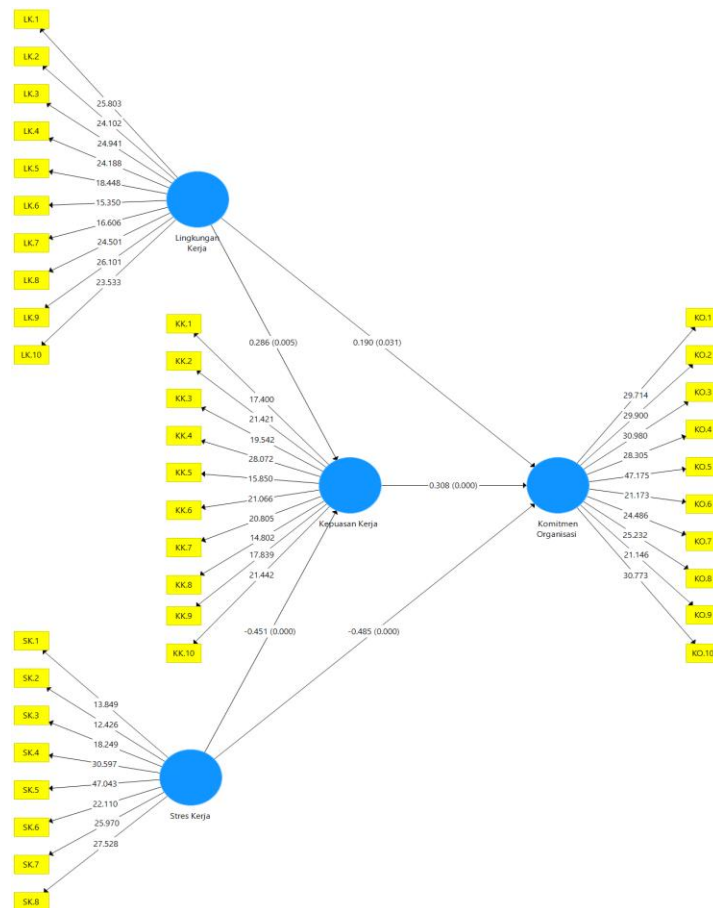 LK.1
LK.2
LK.3
LK.4
LK.5
LK.6
LK.7
LK.8
LK.9
LK.10
25.803
24.102
24.941
24.188
18.448
15.350
16.606
24.501
26.101
23.533
Lingkungan
Kerja
0.286 (0.005)
0.190 (0.031)
KK.1
KK.2
KK.3
KK.4
KK.5
KK.6
KK.7
KK.8
KK.9
KK.10
17.400
21.421
19.542
28.072
15.850
21.066
20.805
14.802
17.839
21.442
Kepuasan Kerja
0.308 (0.000)
-0.451 (0.000)
-0.485 (0.000)
Komitmen
Organisasi
29.714
29.900
30.980
28.305
47.175
21.173
24.486
25.232
21.146
30.773
KO.1
KO.2
KO.3
KO.4
KO.5
KO.6
KO.7
KO.8
KO.9
KO.10
SK.1
SK.2
SK.3
SK.4
SK.5
SK.6
SK.7
SK.8
13.849
12.426
18.249
30.597
47.043
22.110
25.970
27.528
Stres Kerja